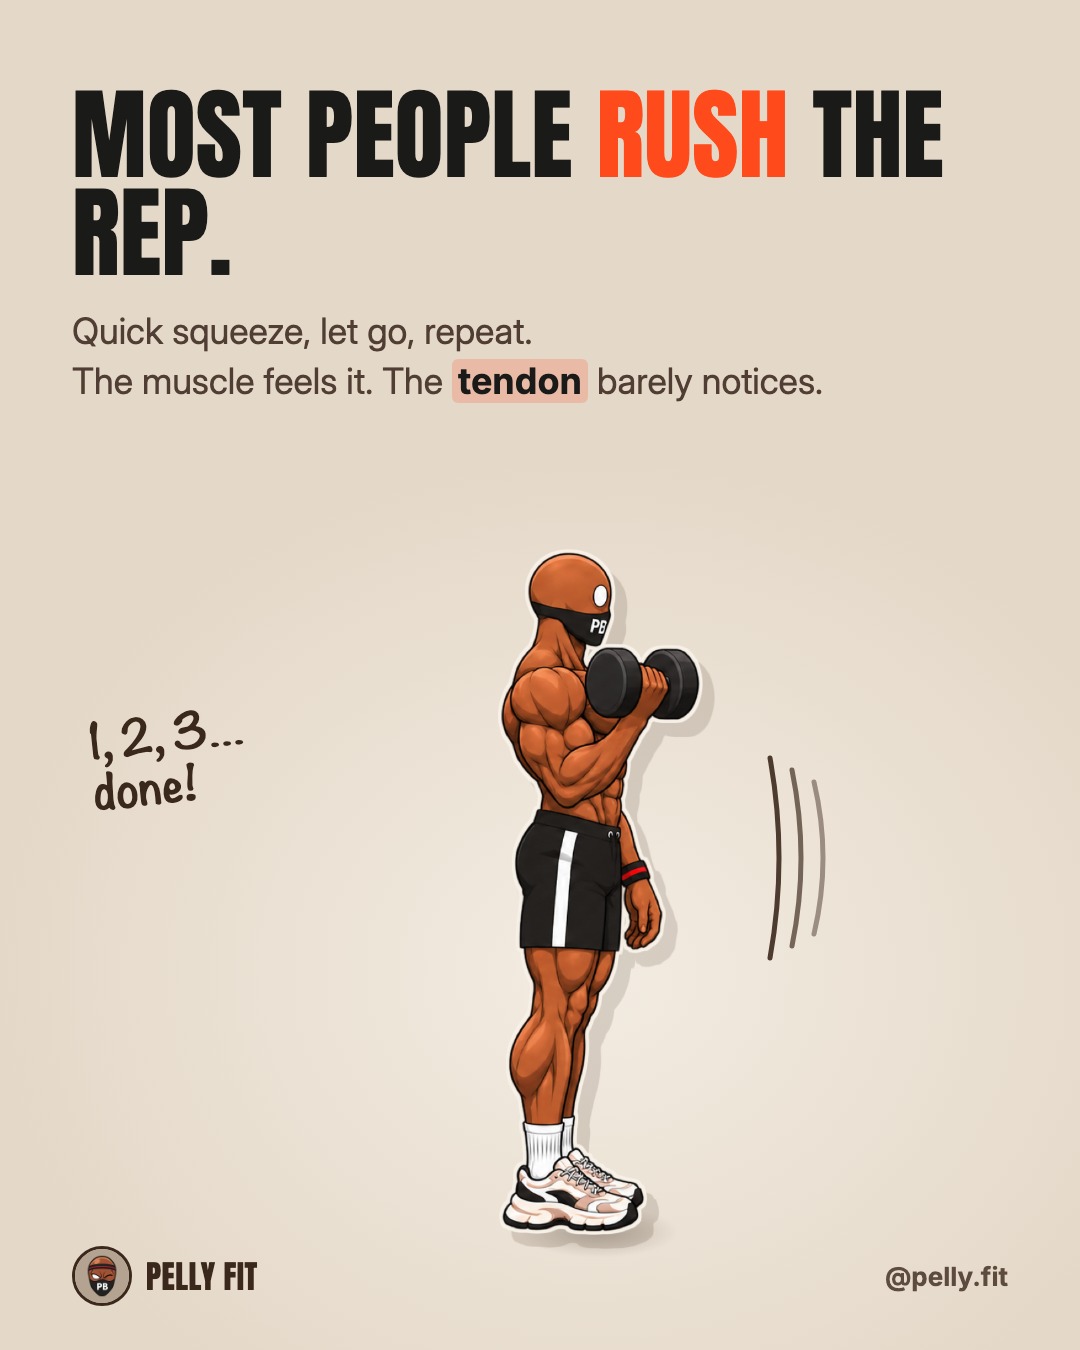 MOST PEOPLE RUSH THE
REP.
Quick squeeze, let go, repeat.
The muscle feels it. The tendon barely notices.
PB
1, 2, 3...
done!
PB
PELLY FIT
@pelly.fit